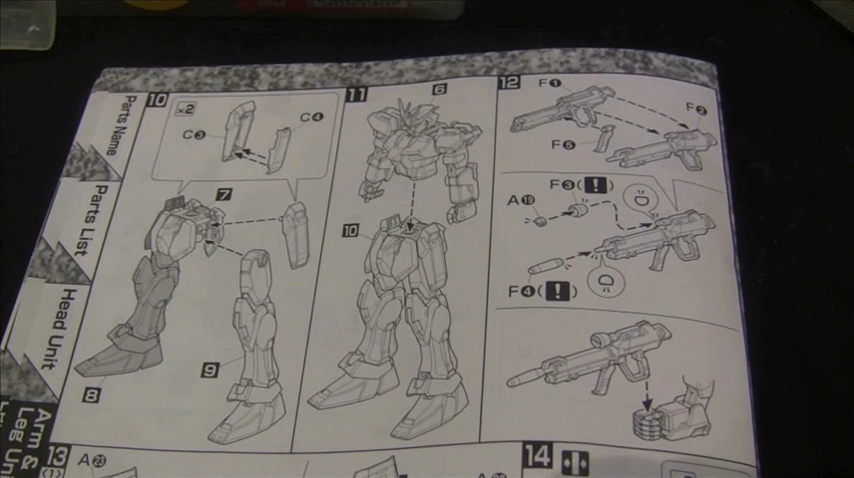 Parts Name
Parts List
Head Unit
Arm &
Leg Uni
10
×2
C3
C4
7
8
9
11
6
10
12
F1
F2
F5
F3(!)
A19
F4(!)
13
A23
14